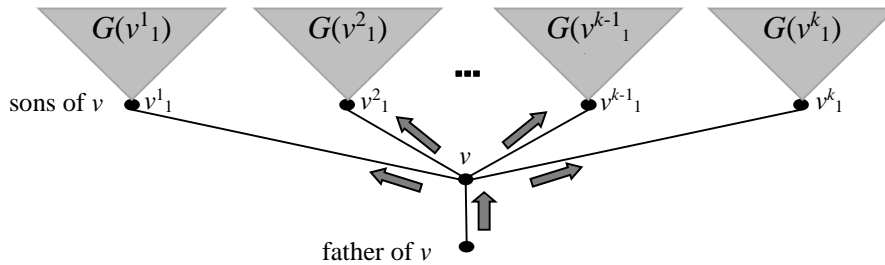 G(v¹₁) G(v²₁) G(vᵏ⁻¹₁) G(vᵏ₁)
...
sons of v v¹₁ v²₁ vᵏ⁻¹₁ vᵏ₁
v
father of v